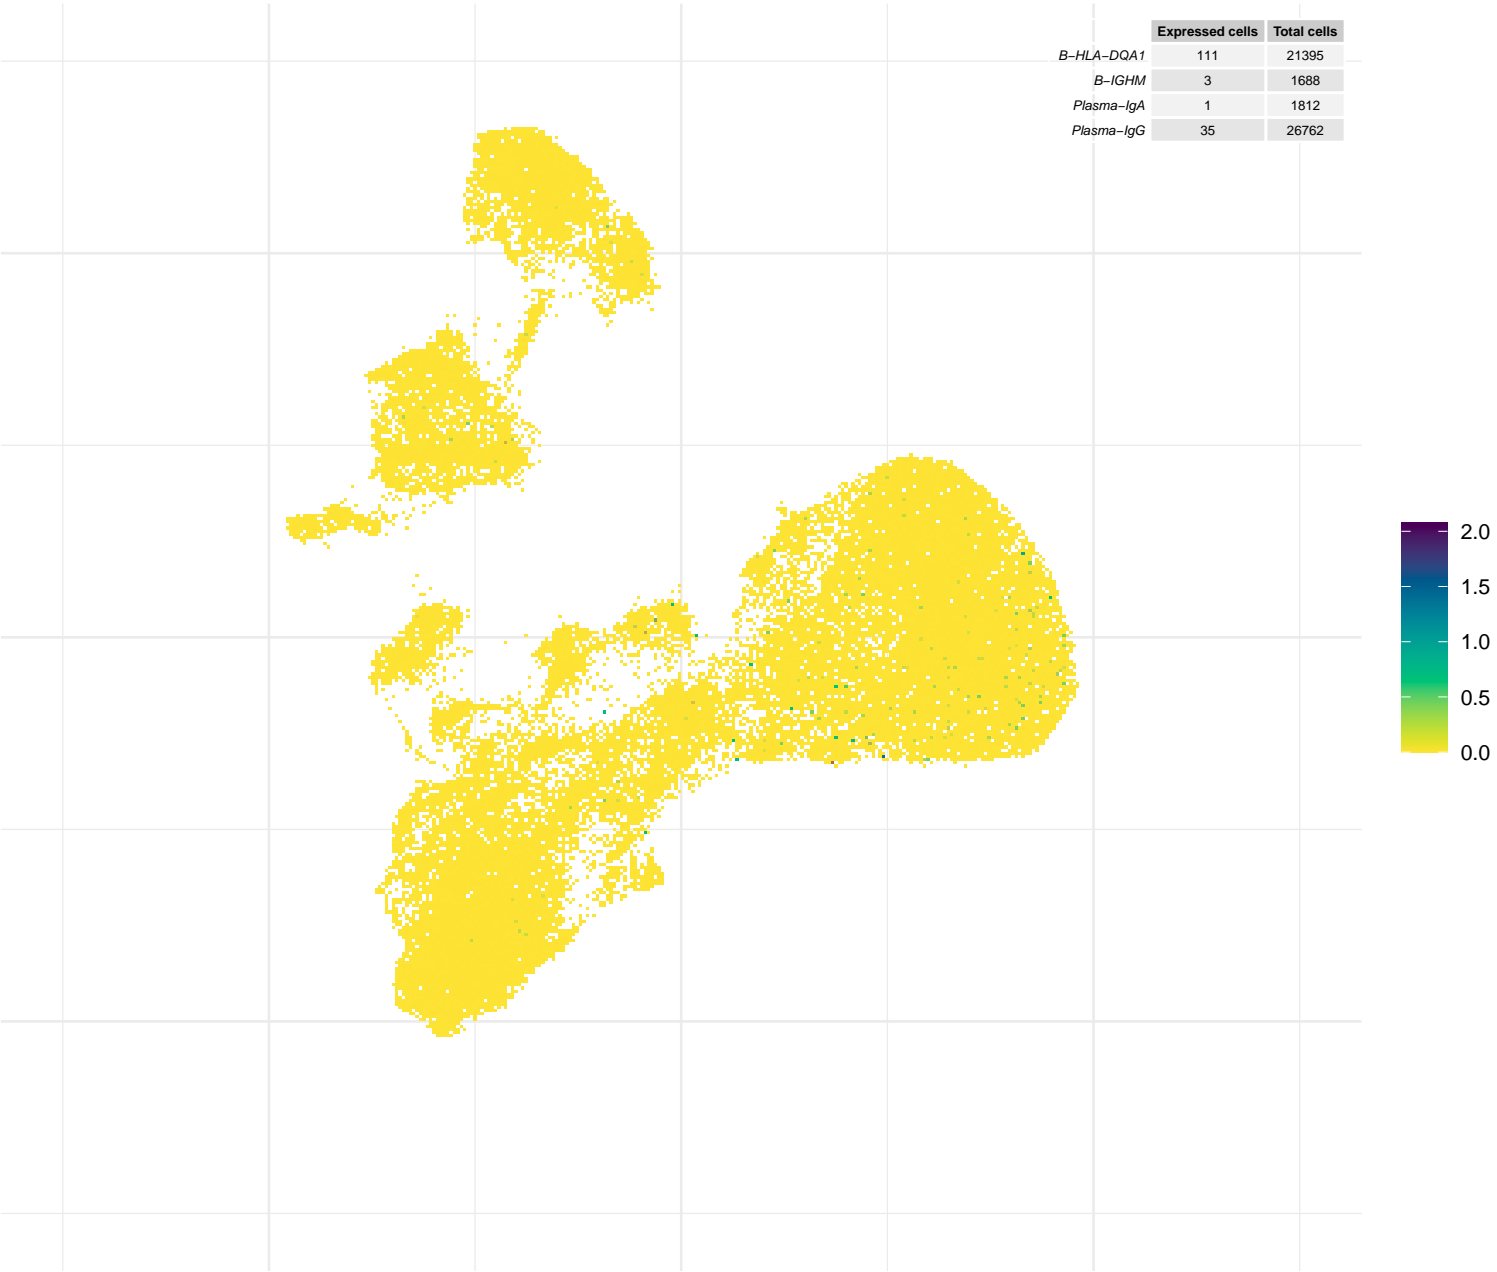 Expressed cells Total cells
B–HLA–DQA1 111 21395
B–IGHM 3 1688
Plasma–IgA 1 1812
Plasma–IgG 35 26762
2.0
1.5
1.0
0.5
0.0